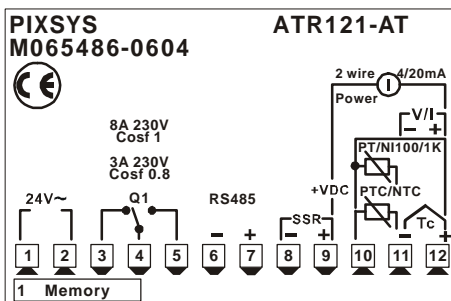 PIXSYS ATR121-AT
M065486-0604
CE
2 wire 4/20mA
I
Power
V/I
- +
8A 230V
Cosf 1
PT/NI100/1K
3A 230V
Cosf 0.8
24V~ Q1 RS485 +VDC PTC/NTC
SSR
- + - + - Tc +
1 2 3 4 5 6 7 8 9 10 11 12
1 Memory